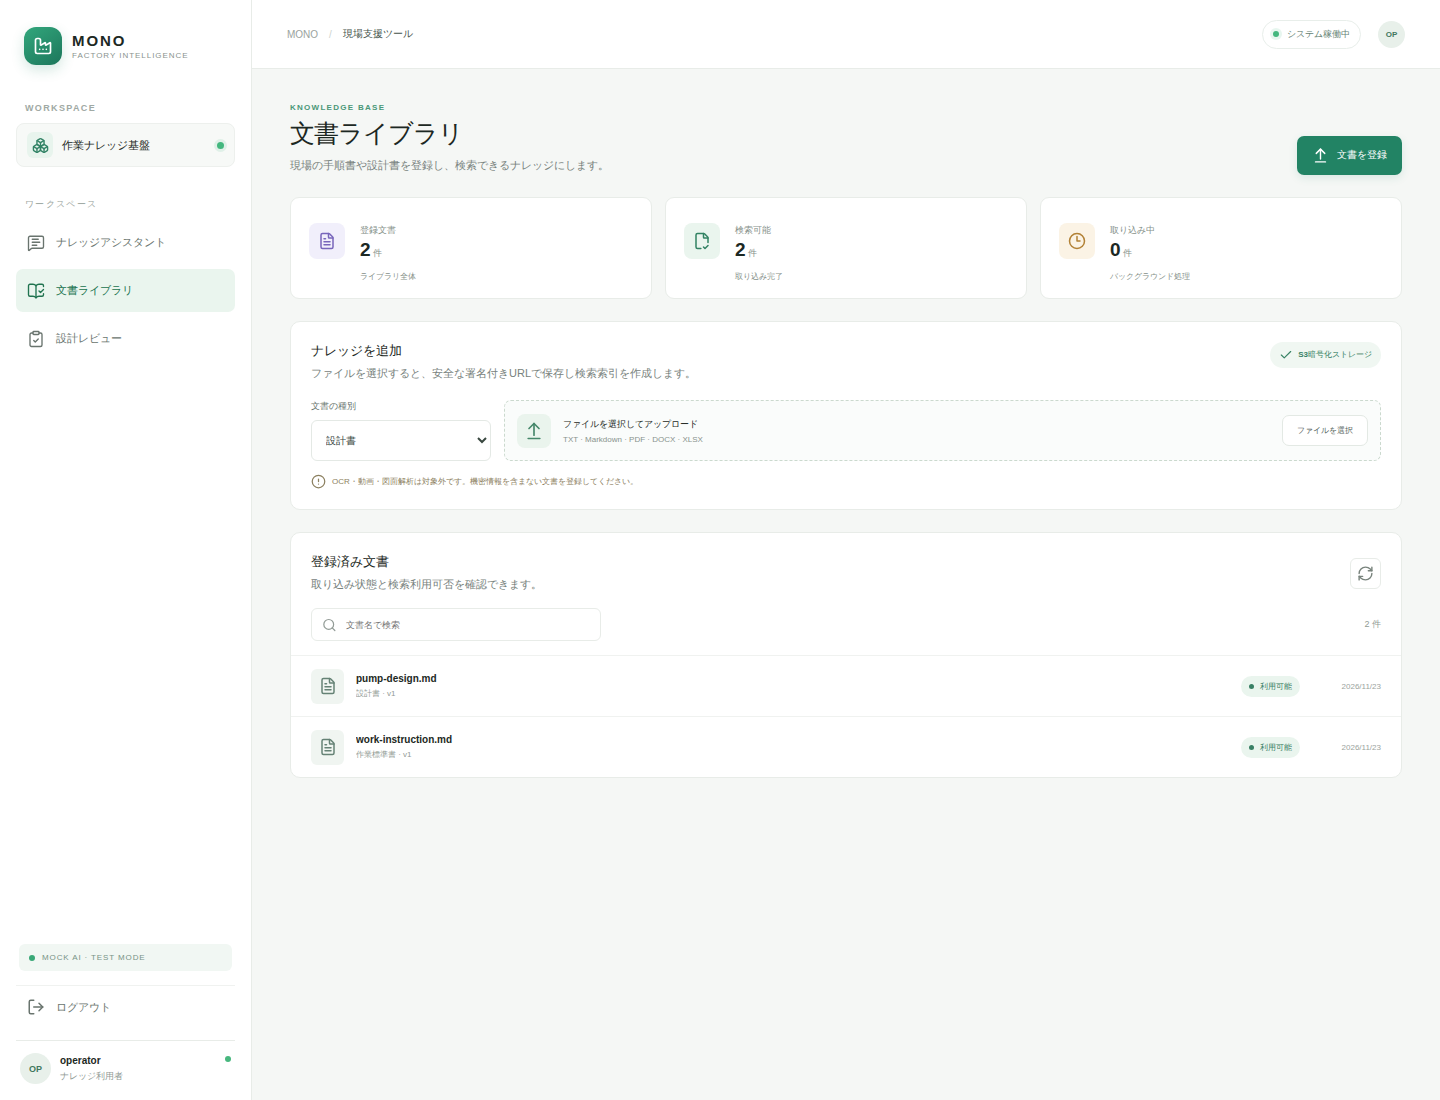 MONO
FACTORY INTELLIGENCE
WORKSPACE
作業ナレッジ基盤
ワークスペース
ナレッジアシスタント
文書ライブラリ
設計レビュー
MOCK AI · TEST MODE
ログアウト
OP
operator
ナレッジ利用者
MONO / 現場支援ツール
システム稼働中
OP
KNOWLEDGE BASE
文書ライブラリ
現場の手順書や設計書を登録し、検索できるナレッジにします。
文書を登録
登録文書
2 件
ライブラリ全体
検索可能
2 件
取り込み完了
取り込み中
0 件
バックグラウンド処理
ナレッジを追加
ファイルを選択すると、安全な署名付きURLで保存し検索索引を作成します。
S3暗号化ストレージ
文書の種別
設計書
ファイルを選択してアップロード
TXT · Markdown · PDF · DOCX · XLSX
ファイルを選択
OCR・動画・図面解析は対象外です。機密情報を含まない文書を登録してください。
登録済み文書
取り込み状態と検索利用可否を確認できます。
文書名で検索
2 件
pump-design.md
設計書 · v1
利用可能
2026/11/23
work-instruction.md
作業標準書 · v1
利用可能
2026/11/23